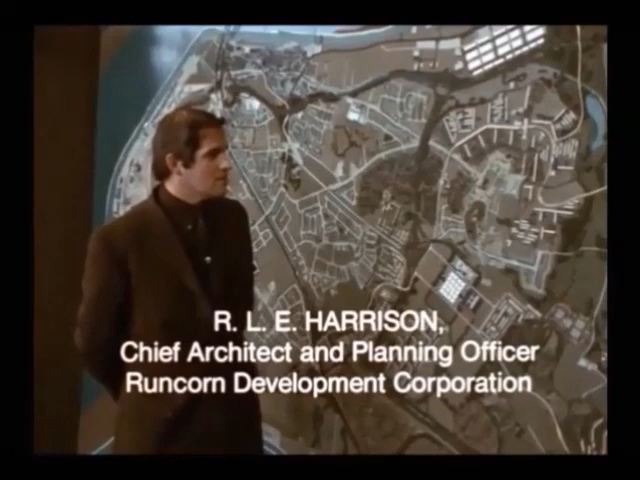 R. L. E. HARRISON,
Chief Architect and Planning Officer
Runcorn Development Corporation